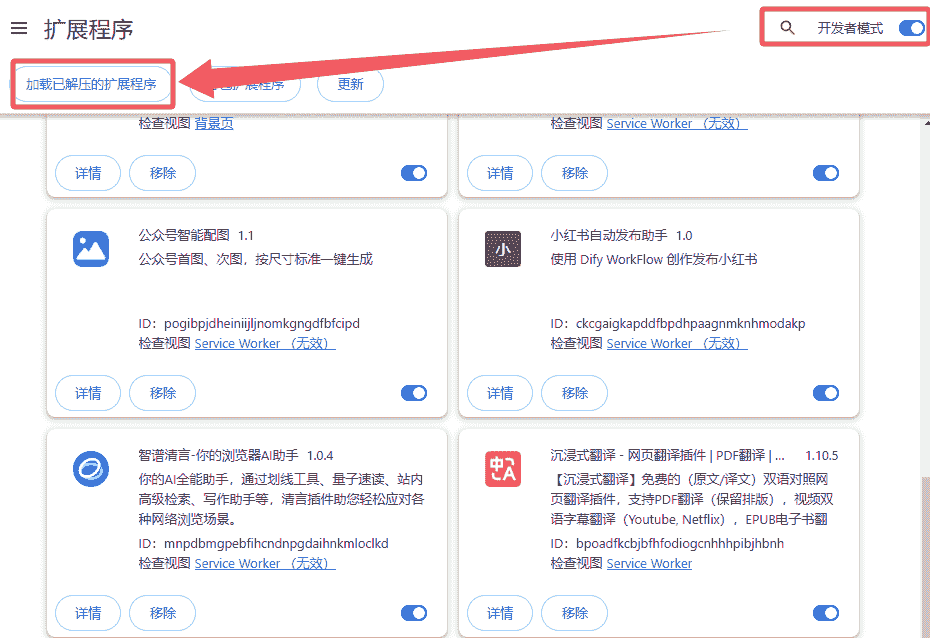 扩展程序
开发者模式
加载已解压的扩展程序
扩展程序
更新
检查视图 背景页
检查视图 Service Worker （无效）
详情
移除
详情
移除
公众号智能配图 1.1
公众号首图、次图，按尺寸标准一键生成
ID：pogibpjdheiniijljnomkgngdfbfcipd
检查视图 Service Worker （无效）
详情
移除
小
小红书自动发布助手 1.0
使用 Dify WorkFlow 创作发布小红书
ID：ckcgaigkapddfbpdhpaagnmknhmodakp
检查视图 Service Worker （无效）
详情
移除
智谱清言-你的浏览器AI助手 1.0.4
你的AI全能助手，通过划线工具、量子速读、站内
高级检索、写作助手等，清言插件助您轻松应对各
种网络浏览场景。
ID：mnpdbmgpebfihcndnpgdaihnkmloclkd
检查视图 Service Worker （无效）
详情
移除
中A
沉浸式翻译 - 网页翻译插件 | PDF翻译 | ... 1.10.5
【沉浸式翻译】免费的（原文/译文）双语对照网
页翻译插件，支持PDF翻译（保留排版），视频双
语字幕翻译（Youtube, Netflix），EPUB电子书翻
ID：bpoadfkcbjbfhfodiogcnhhhpibjhbnh
检查视图 Service Worker
详情
移除